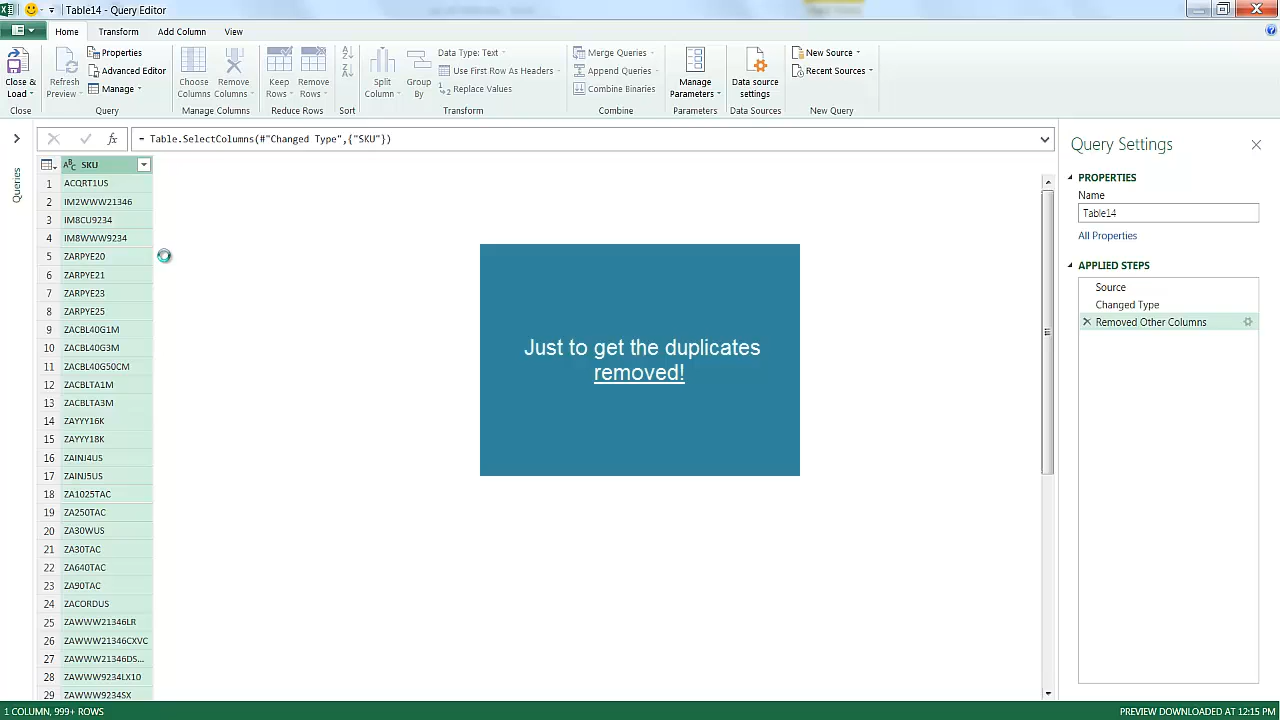 Table14 - Query Editor
Home Transform Add Column View
Close & Load
Close
Refresh Preview
Properties
Advanced Editor
Manage
Query
Choose Columns
Remove Columns
Manage Columns
Keep Rows
Remove Rows
Reduce Rows
Sort
Split Column
Group By
Data Type: Text
Use First Row As Headers
Replace Values
Transform
Merge Queries
Append Queries
Combine Binaries
Combine
Manage Parameters
Parameters
Data source settings
Data Sources
New Source
Recent Sources
New Query
fx = Table.SelectColumns(#"Changed Type",{"SKU"})
Queries
ABC SKU
1 ACQRT1US
2 IM2WWW21346
3 IM8CU9234
4 IM8WWW9234
5 ZARPYE20
6 ZARPYE21
7 ZARPYE23
8 ZARPYE25
9 ZACBL40G1M
10 ZACBL40G3M
11 ZACBL40G50CM
12 ZACBLTA1M
13 ZACBLTA3M
14 ZAYYY16K
15 ZAYYY18K
16 ZAINJ4US
17 ZAINJ5US
18 ZA1025TAC
19 ZA250TAC
20 ZA30WUS
21 ZA30TAC
22 ZA640TAC
23 ZA90TAC
24 ZACORDUS
25 ZAWWW21346LR
26 ZAWWW21346CXVC
27 ZAWWW21346DS...
28 ZAWWW9234LX10
29 ZAWWW9234SX
Just to get the duplicates
removed!
Query Settings
PROPERTIES
Name
Table14
All Properties
APPLIED STEPS
Source
Changed Type
Removed Other Columns
1 COLUMN, 999+ ROWS
PREVIEW DOWNLOADED AT 12:15 PM